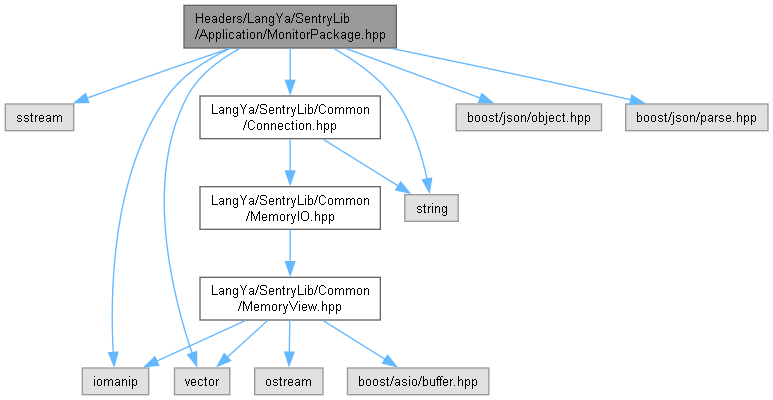 Headers/LangYa/SentryLib
/Application/MonitorPackage.hpp
sstream
LangYa/SentryLib/Common
/Connection.hpp
boost/json/object.hpp
boost/json/parse.hpp
LangYa/SentryLib/Common
/MemoryIO.hpp
string
LangYa/SentryLib/Common
/MemoryView.hpp
iomanip
vector
ostream
boost/asio/buffer.hpp